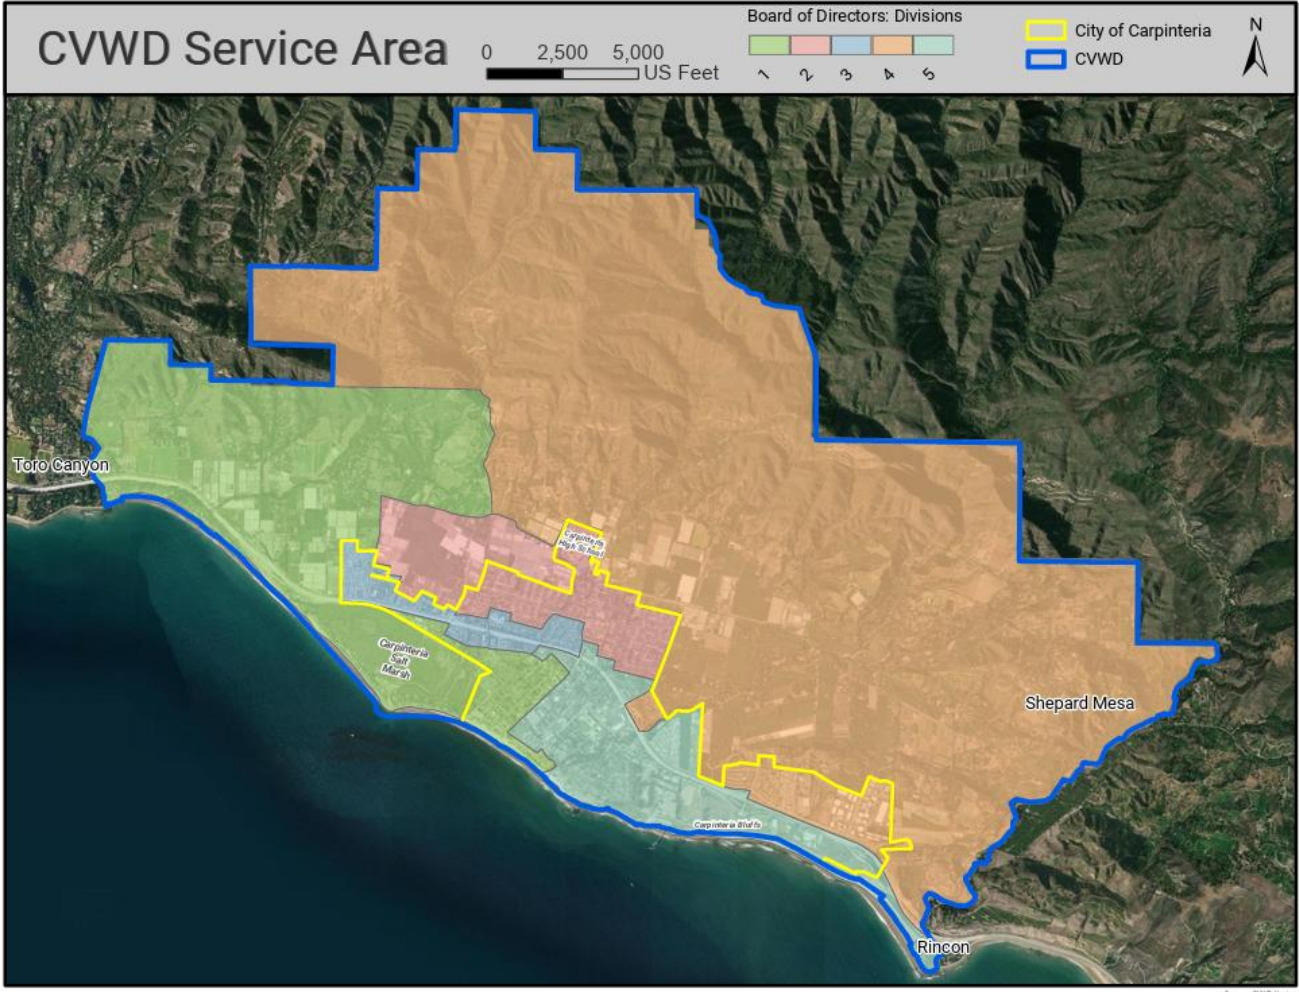 CVWD Service Area
0 2,500 5,000
US Feet
Board of Directors: Divisions
1 2 3 4 5
City of Carpinteria
CVWD
N
Toro Canyon
Carpinteria
High School
Carpinteria
Salt
Marsh
Shepard Mesa
Carpinteria Bluffs
Rincon